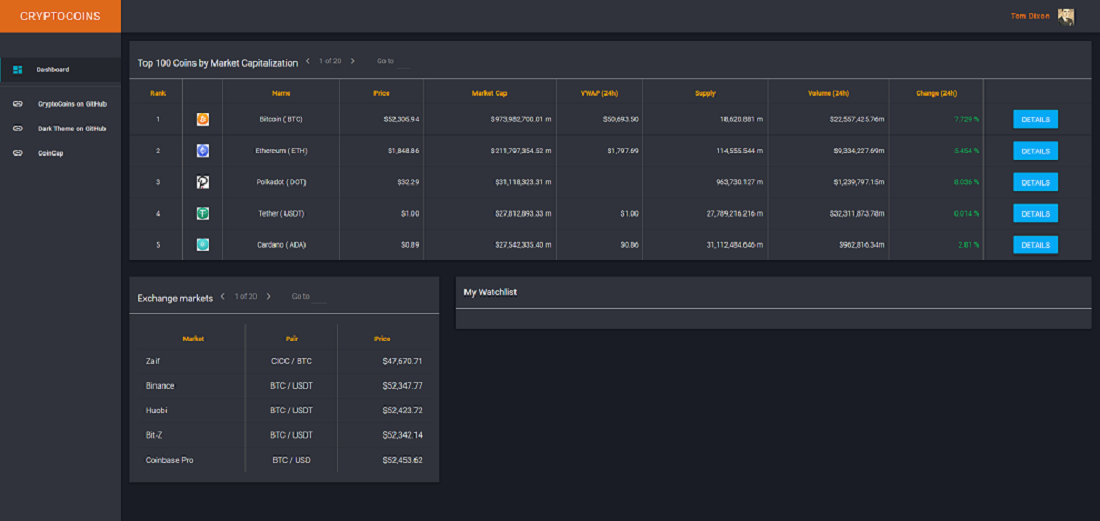 CRYPTOCOINS
Tom Dixon
Dashboard
CryptoCoins on GitHub
Dark Theme on GitHub
CoinCap
Top 100 Coins by Market Capitalization < 1 of 20 > Go to
Rank Name Price Market Cap VWAP (24h) Supply Volume (24h) Change (24h)
1 Bitcoin (BTC) $52,306.94 $973,982,700.01 m $50,693.50 18,620.881 m $22,557,425.76m 7.729 % DETAILS
2 Ethereum (ETH) $1,848.86 $211,797,354.52 m $1,797.69 114,555.544 m $9,334,227.69m 5.454 % DETAILS
3 Polkadot (DOT) $32.29 $31,118,323.31 m 963,730.127 m $1,239,797.15m 8.036 % DETAILS
4 Tether (USDT) $1.00 $27,812,893.33 m $1.00 27,789,216.216 m $32,311,873.78m 0.014 % DETAILS
5 Cardano (ADA) $0.89 $27,542,335.40 m $0.86 31,112,484.646 m $962,816.34m 2.81 % DETAILS
Exchange markets < 1 of 20 > Go to
Market Pair Price
Zaif CICC / BTC $47,670.71
Binance BTC / USDT $52,347.77
Huobi BTC / USDT $52,423.72
Bit-Z BTC / USDT $52,342.14
Coinbase Pro BTC / USD $52,453.62
My Watchlist